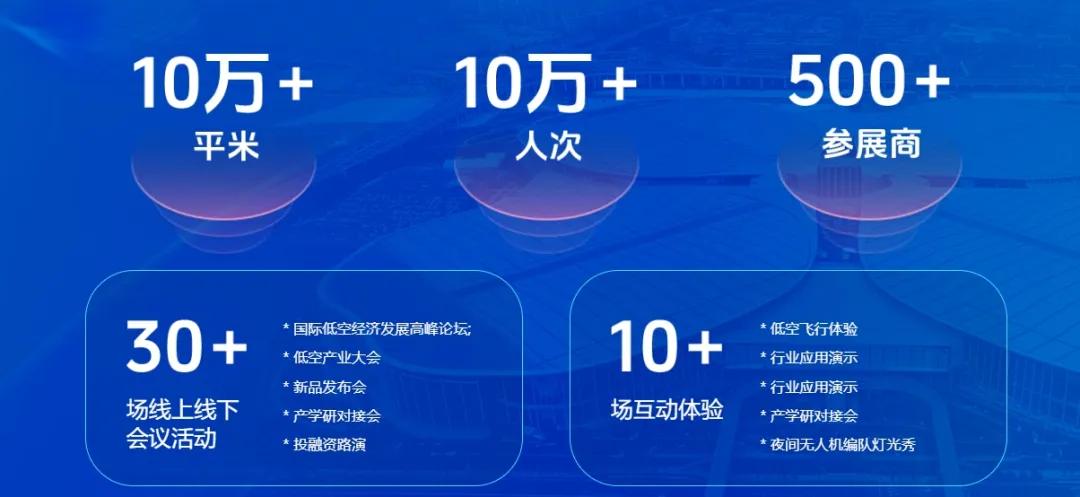 10万+
平米
10万+
人次
500+
参展商
30+
场线上线下
会议活动
* 国际低空经济发展高峰论坛;
* 低空产业大会
* 新品发布会
* 产学研对接会
* 投融资路演
10+
场互动体验
* 低空飞行体验
* 行业应用演示
* 行业应用演示
* 产学研对接会
* 夜间无人机编队灯光秀